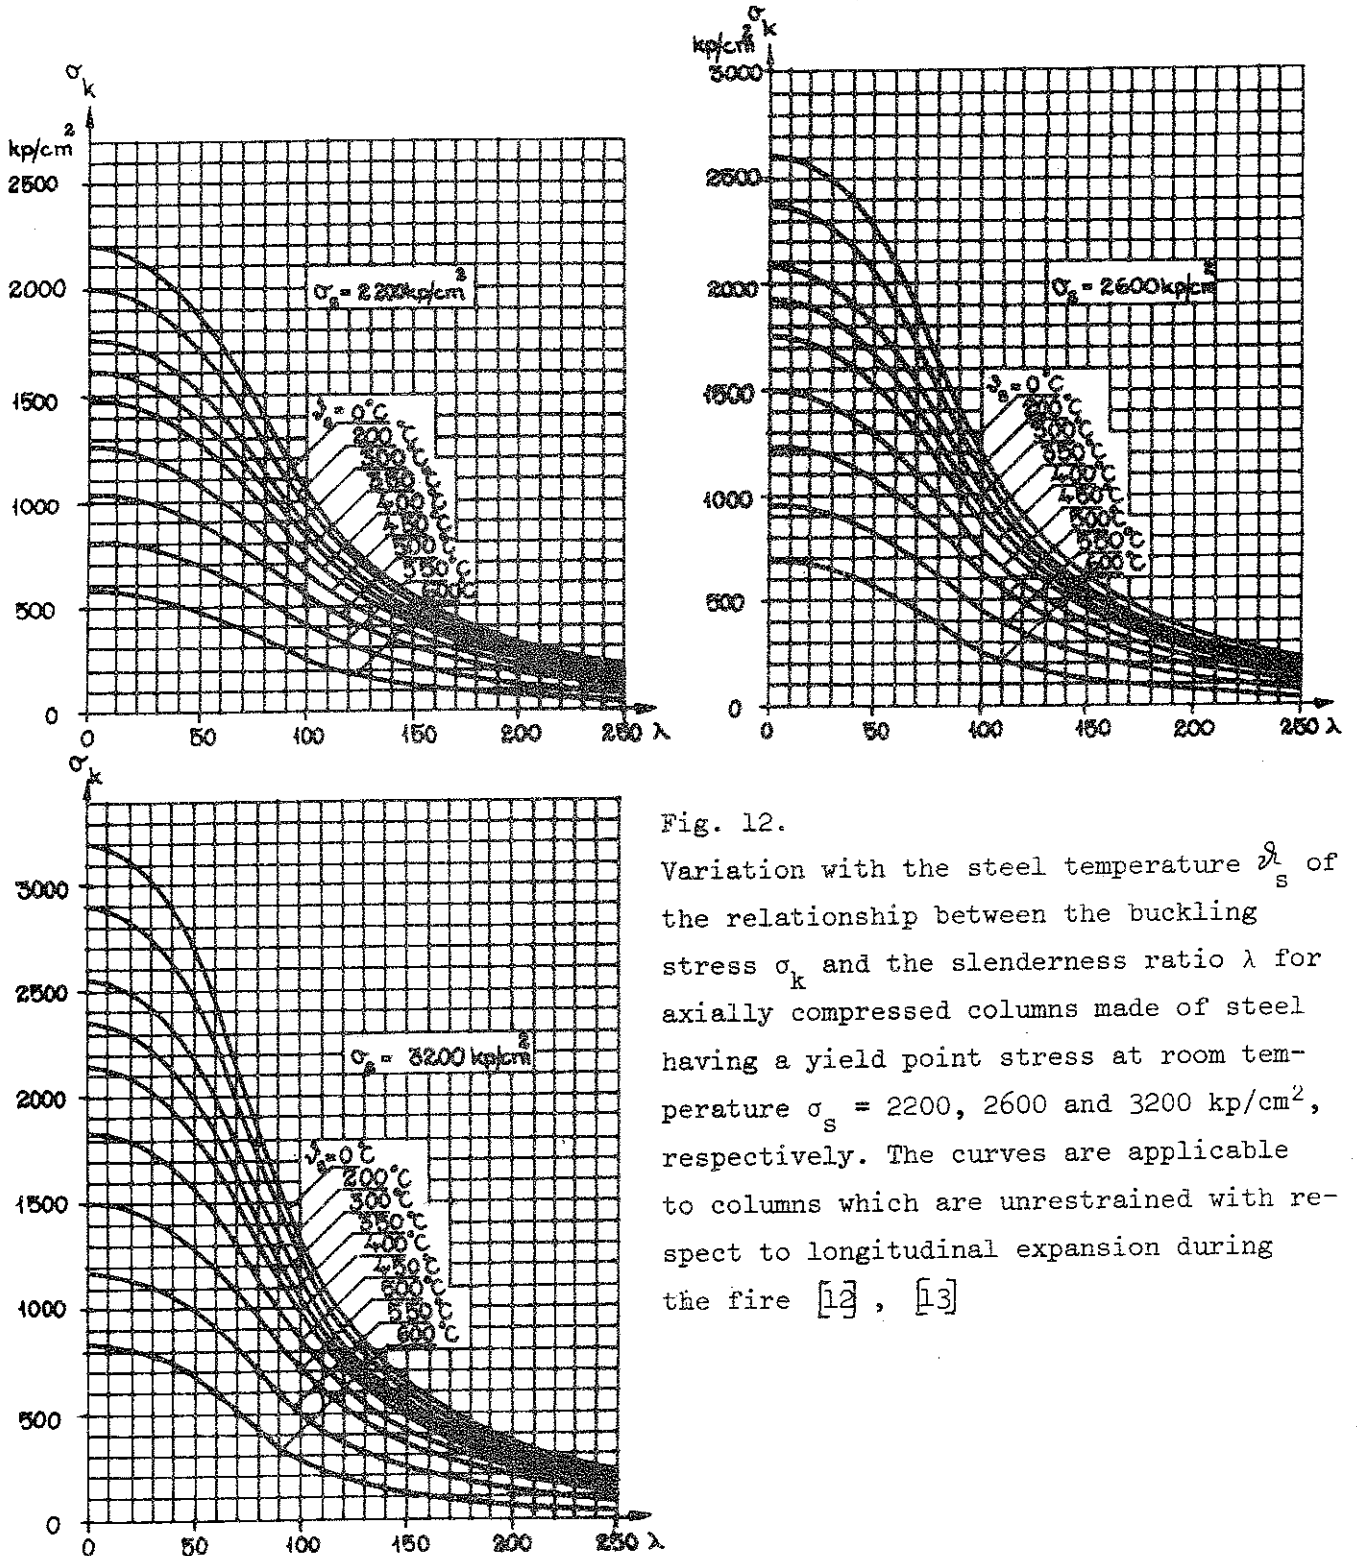 σk
kp/cm²
2500
2000
1500
1000
500
0
0 50 100 150 200 250 λ
σs = 2200 kp/cm²
ϑs = 0°C
200°C
300°C
350°C
400°C
450°C
500°C
550°C
600°C
σk
kp/cm²
3000
2500
2000
1500
1000
500
0
0 50 100 150 200 250 λ
σs = 2600 kp/cm²
ϑs = 0°C
200°C
300°C
350°C
400°C
450°C
500°C
550°C
600°C
σk
3000
2500
2000
1500
1000
500
0
0 50 100 150 200 250 λ
σs = 3200 kp/cm²
ϑs = 0°C
200°C
300°C
350°C
400°C
450°C
500°C
550°C
600°C
Fig. 12.
Variation with the steel temperature ϑs of
the relationship between the buckling
stress σk and the slenderness ratio λ for
axially compressed columns made of steel
having a yield point stress at room tem-
perature σs = 2200, 2600 and 3200 kp/cm²,
respectively. The curves are applicable
to columns which are unrestrained with re-
spect to longitudinal expansion during
the fire [12], [13]